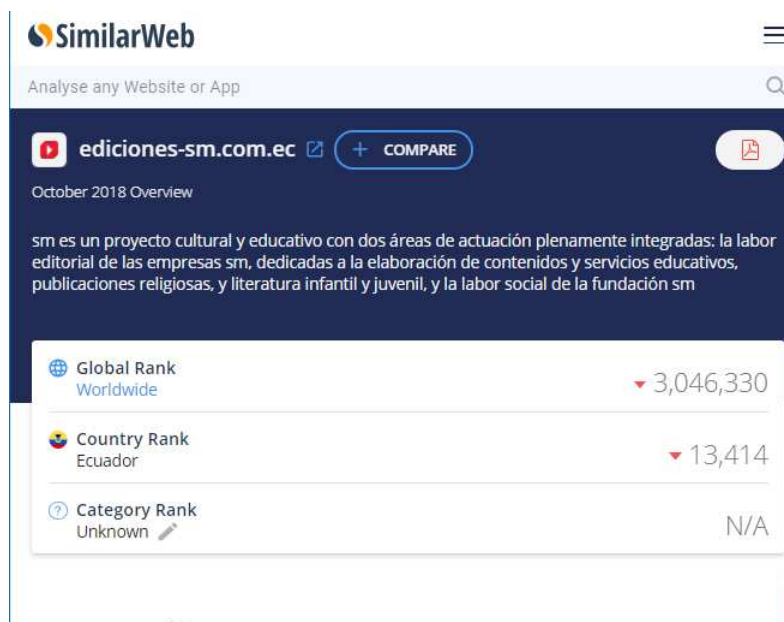 SimilarWeb
Analyse any Website or App
ediciones-sm.com.ec + COMPARE
October 2018 Overview
sm es un proyecto cultural y educativo con dos áreas de actuación plenamente integradas: la labor
editorial de las empresas sm, dedicadas a la elaboración de contenidos y servicios educativos,
publicaciones religiosas, y literatura infantil y juvenil, y la labor social de la fundación sm
Global Rank
Worldwide
3,046,330
Country Rank
Ecuador
13,414
Category Rank
Unknown
N/A